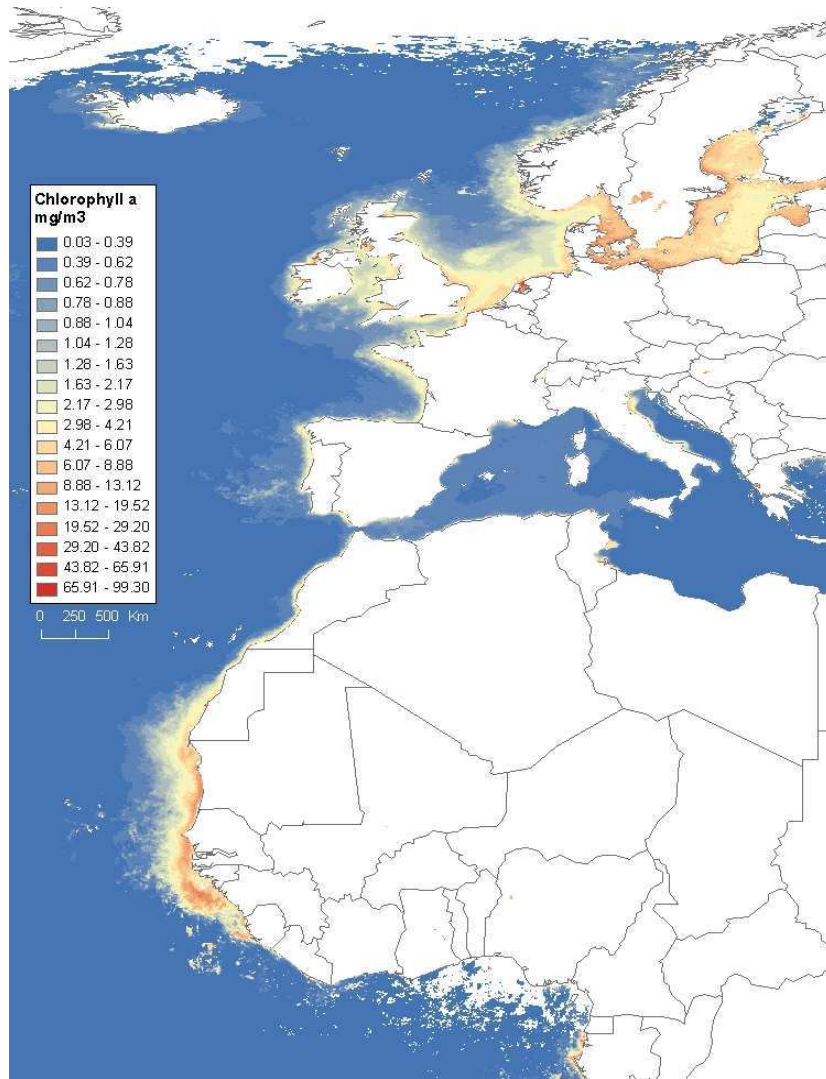 Chlorophyll a
mg/m3
0.03 - 0.39
0.39 - 0.62
0.62 - 0.78
0.78 - 0.88
0.88 - 1.04
1.04 - 1.28
1.28 - 1.63
1.63 - 2.17
2.17 - 2.98
2.98 - 4.21
4.21 - 6.07
6.07 - 8.88
8.88 - 13.12
13.12 - 19.52
19.52 - 29.20
29.20 - 43.82
43.82 - 65.91
65.91 - 99.30
0 250 500 Km